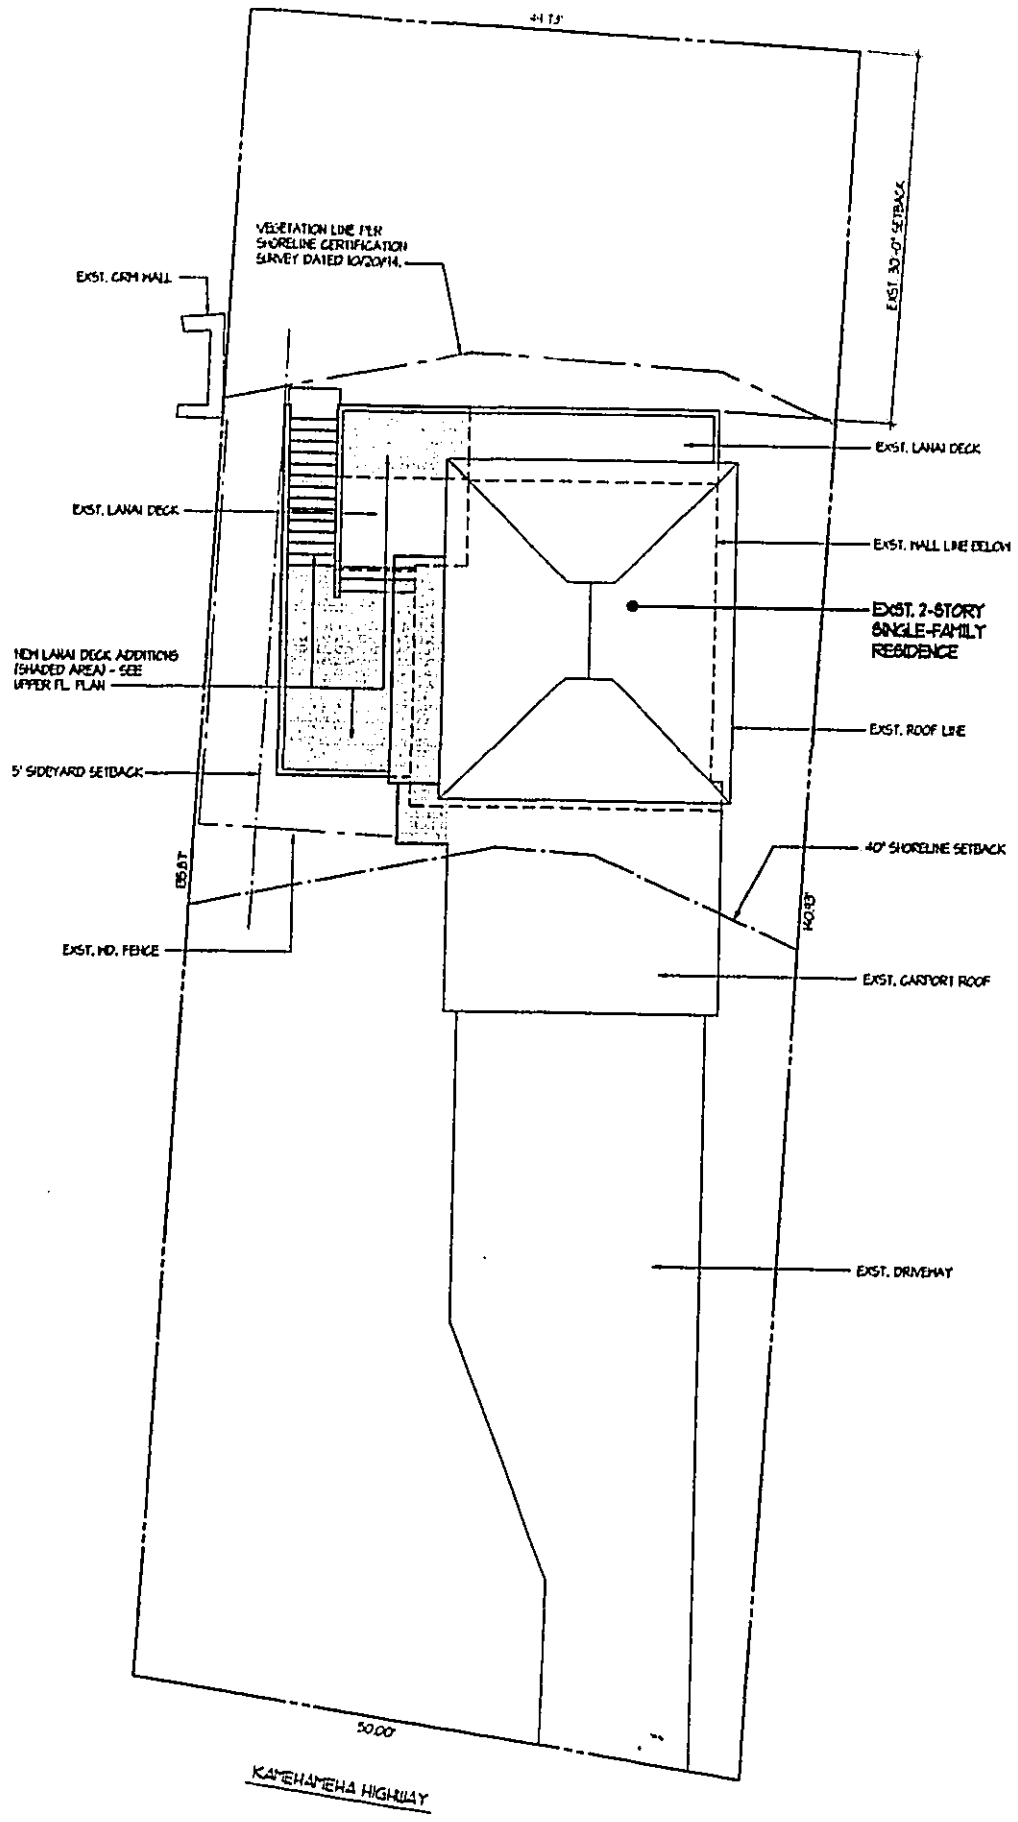 49.73'
EXST. 30'-0" SETBACK
VEGETATION LINE PER
SHORELINE CERTIFICATION
SURVEY DATED 10/20/14.
EXST. CRM WALL
EXST. LANAI DECK
EXST. LANAI DECK
EXST. WALL LINE BELOW
EXST. 2-STORY
SINGLE-FAMILY
RESIDENCE
NEW LANAI DECK ADDITIONS
(SHADED AREA) - SEE
UPPER FL. PLAN
EXST. ROOF LINE
5' SIDEYARD SETBACK
40' SHORELINE SETBACK
140.93'
EXST. WD. FENCE
EXST. CARPORT ROOF
EXST. DRIVEWAY
50.00'
KAMEHAMEHA HIGHWAY